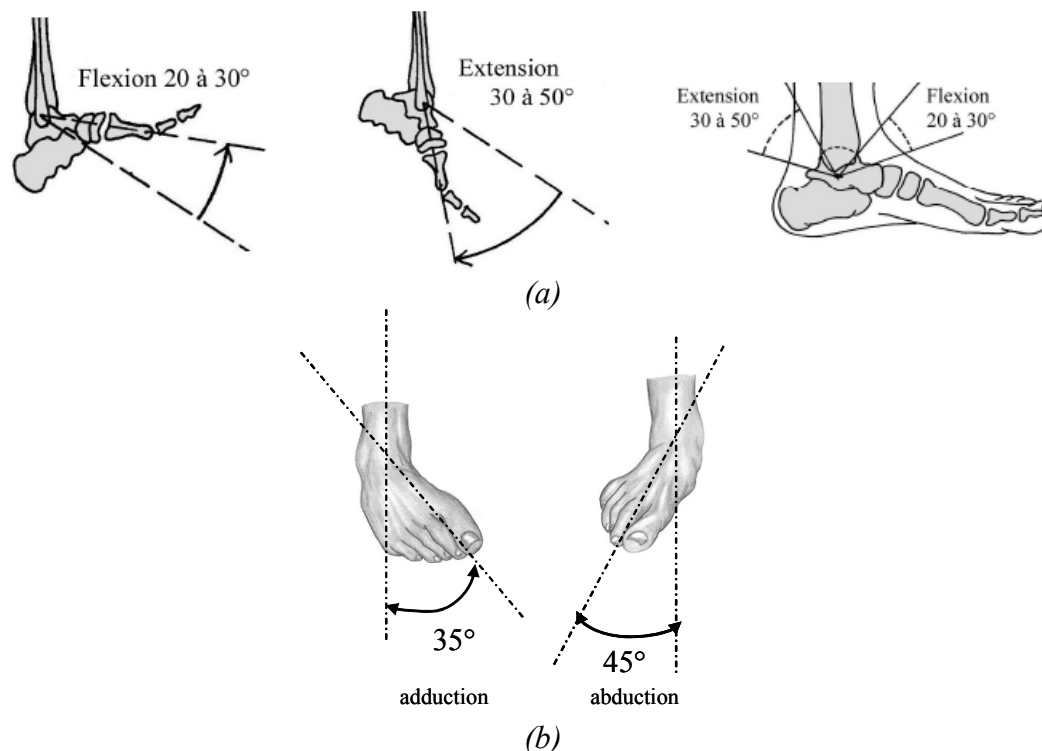 Flexion 20 à 30°
Extension
30 à 50°
Extension
30 à 50°
Flexion
20 à 30°
(a)
35°
45°
adduction
abduction
(b)